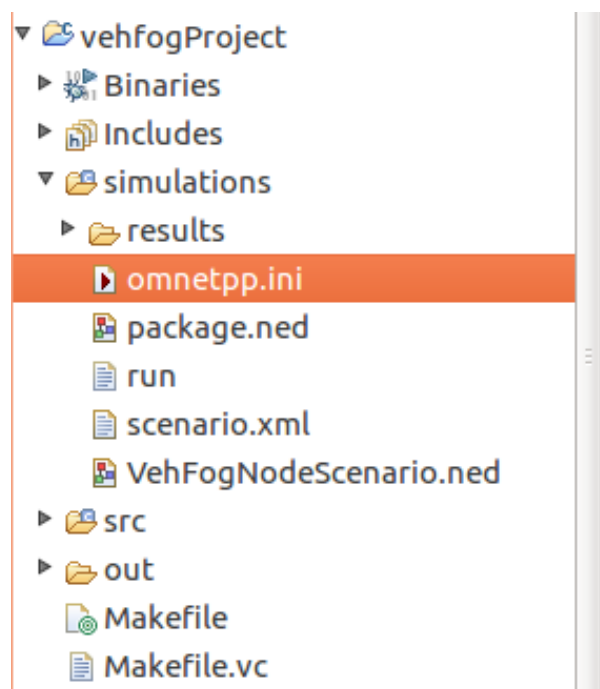 vehfogProject
Binaries
Includes
simulations
results
omnetpp.ini
package.ned
run
scenario.xml
VehFogNodeScenario.ned
src
out
Makefile
Makefile.vc